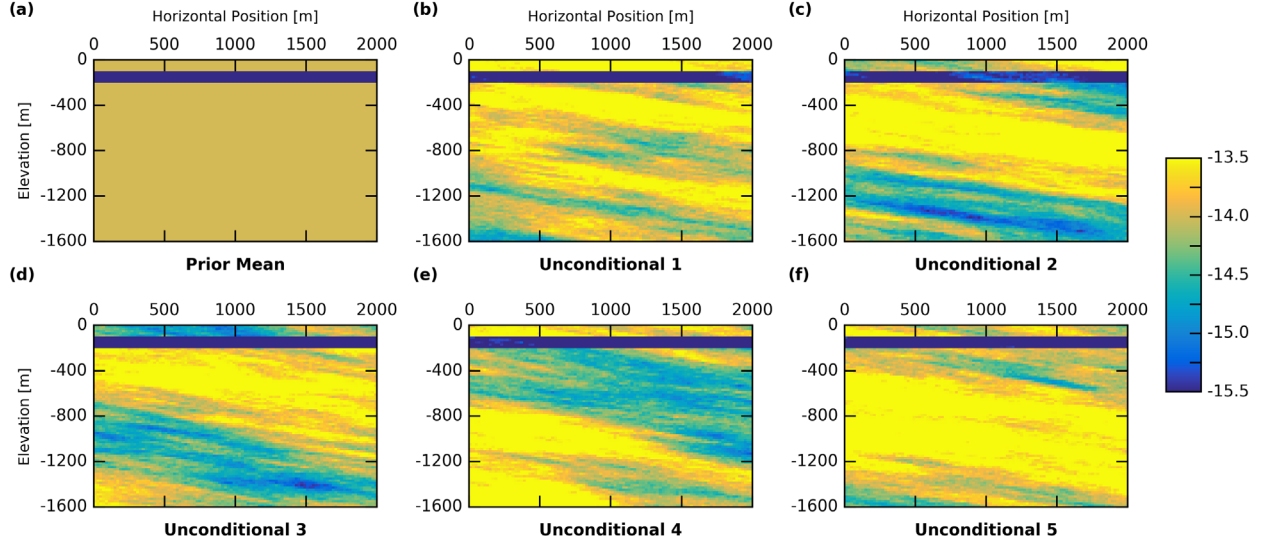 (a) (b) (c)
Horizontal Position [m] Horizontal Position [m] Horizontal Position [m]
0 500 1000 1500 2000 0 500 1000 1500 2000 0 500 1000 1500 2000
0 0 0
-400 -400 -400
-800 -800 -800
-1200 -1200 -1200
-1600 -1600 -1600
Elevation [m]
Prior Mean Unconditional 1 Unconditional 2
(d) (e) (f)
0 500 1000 1500 2000 0 500 1000 1500 2000 0 500 1000 1500 2000
0 0 0
-400 -400 -400
-800 -800 -800
-1200 -1200 -1200
-1600 -1600 -1600
Elevation [m]
Unconditional 3 Unconditional 4 Unconditional 5
-13.5
-14.0
-14.5
-15.0
-15.5